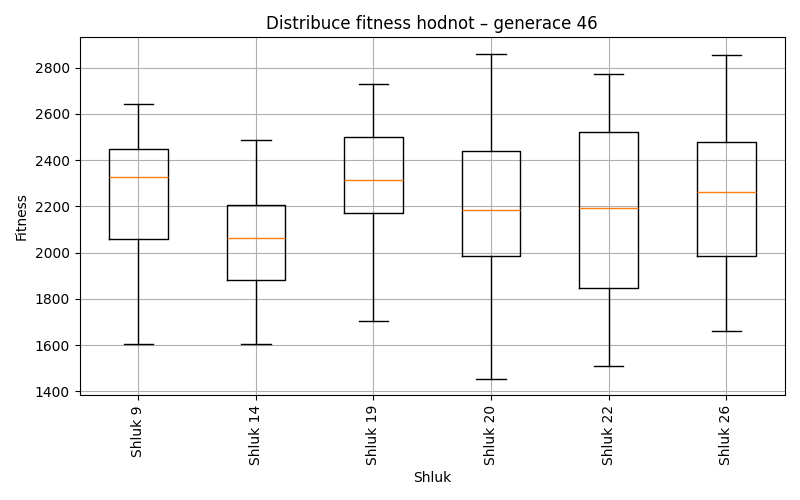 Distribuce fitness hodnot – generace 46
Fitness
2800
2600
2400
2200
2000
1800
1600
1400
Shluk 9
Shluk 14
Shluk 19
Shluk 20
Shluk 22
Shluk 26
Shluk